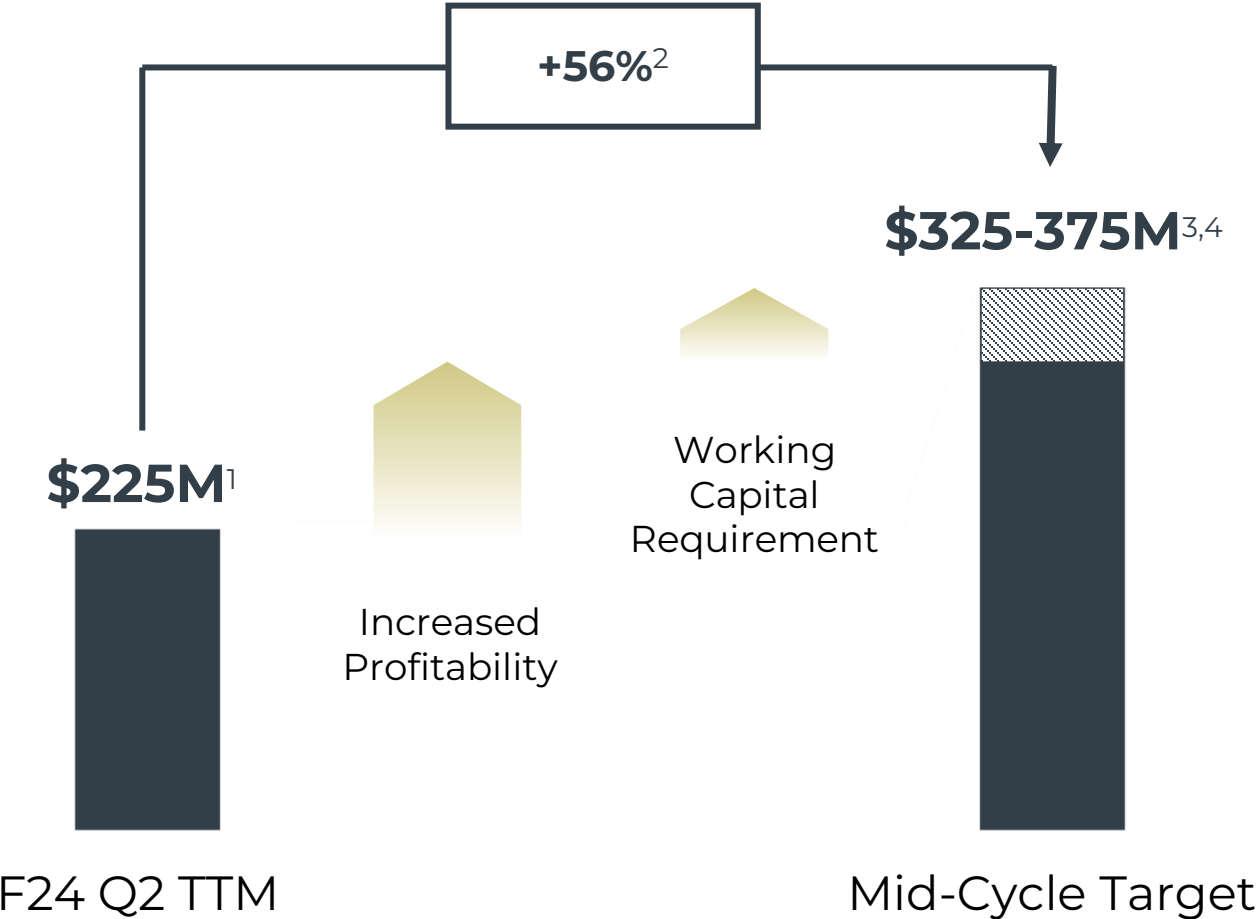 +56%2
$325-375M3,4
$225M1
Working
Capital
Requirement
Increased
Profitability
F24 Q2 TTM
Mid-Cycle Target